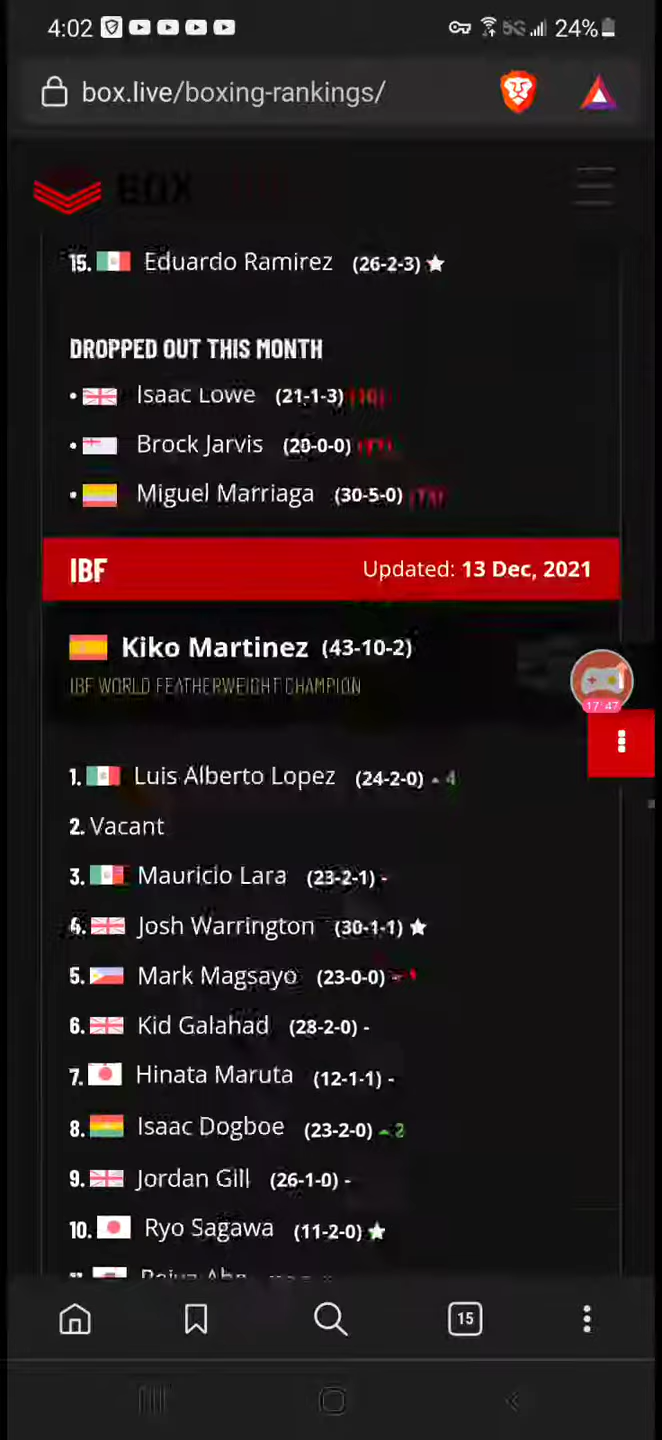 4:02 5G 24%
box.live/boxing-rankings/
BOX
15. Eduardo Ramirez (26-2-3)
DROPPED OUT THIS MONTH
• Isaac Lowe (21-1-3)
• Brock Jarvis (20-0-0)
• Miguel Marriaga (30-5-0)
IBF Updated: 13 Dec, 2021
Kiko Martinez (43-10-2)
IBF WORLD FEATHERWEIGHT CHAMPION
17:47
1. Luis Alberto Lopez (24-2-0) 4
2. Vacant
3. Mauricio Lara (23-2-1) -
4. Josh Warrington (30-1-1)
5. Mark Magsayo (23-0-0)
6. Kid Galahad (28-2-0) -
7. Hinata Maruta (12-1-1) -
8. Isaac Dogboe (23-2-0) 2
9. Jordan Gill (26-1-0) -
10. Ryo Sagawa (11-2-0)
15